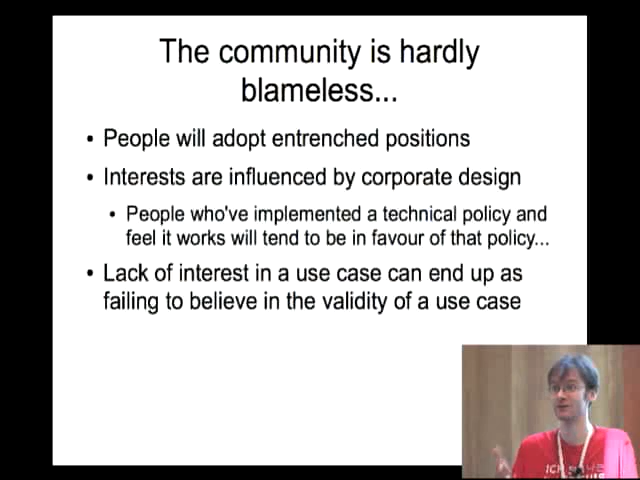 The community is hardly
blameless...
• People will adopt entrenched positions
• Interests are influenced by corporate design
• People who've implemented a technical policy and
feel it works will tend to be in favour of that policy...
• Lack of interest in a use case can end up as
failing to believe in the validity of a use case
ICH